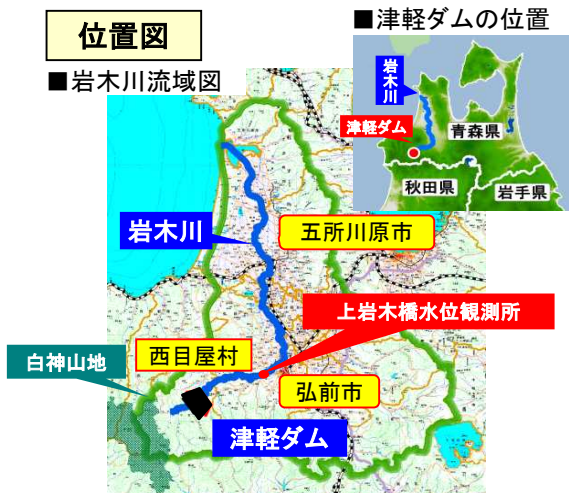 位置図
■津軽ダムの位置
■岩木川流域図
岩木川
津軽ダム
青森県
秋田県
岩手県
岩木川
五所川原市
上岩木橋水位観測所
西目屋村
白神山地
弘前市
津軽ダム